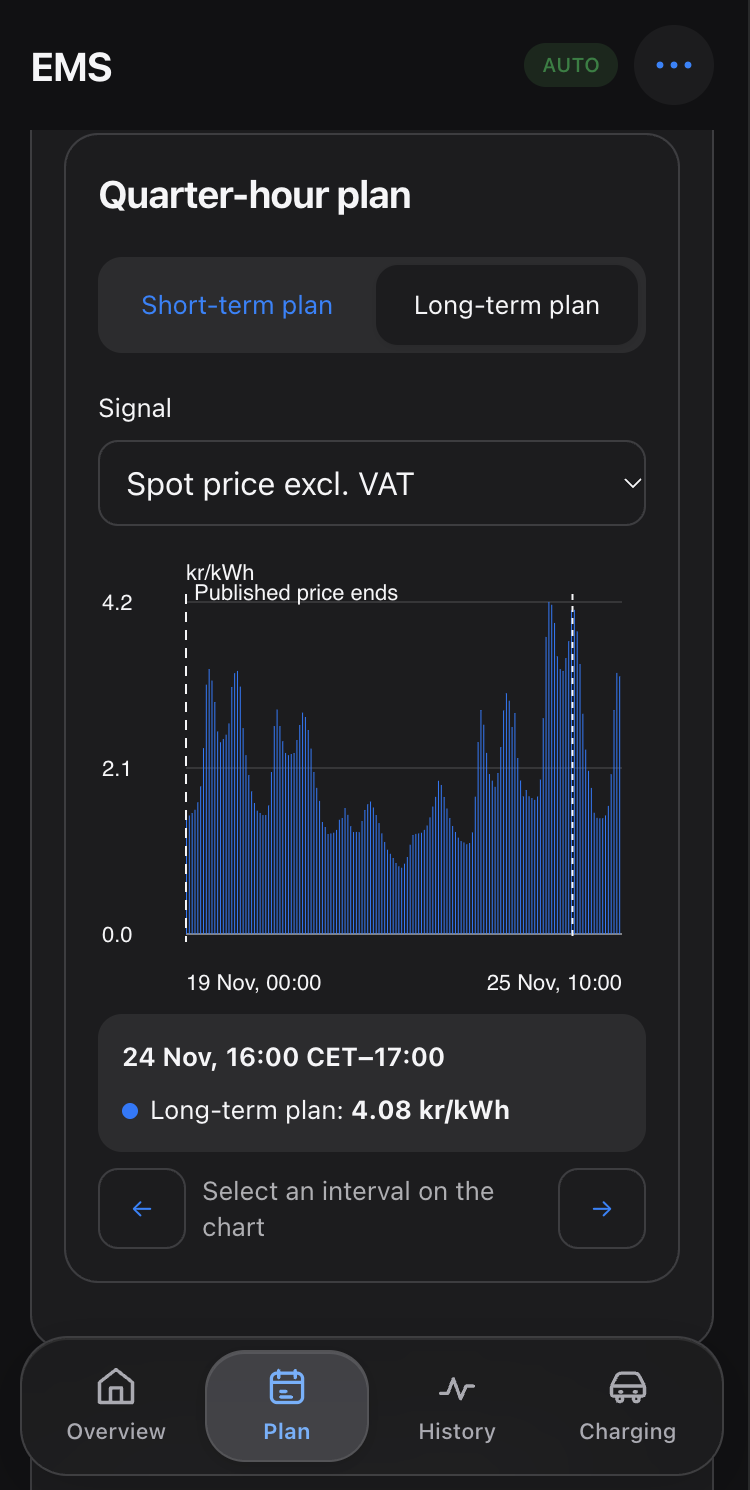 EMS
AUTO
Quarter-hour plan
Short-term plan
Long-term plan
Signal
Spot price excl. VAT
kr/kWh
Published price ends
4.2
2.1
0.0
19 Nov, 00:00
25 Nov, 10:00
24 Nov, 16:00 CET–17:00
Long-term plan: 4.08 kr/kWh
Select an interval on the
chart
Overview
Plan
History
Charging